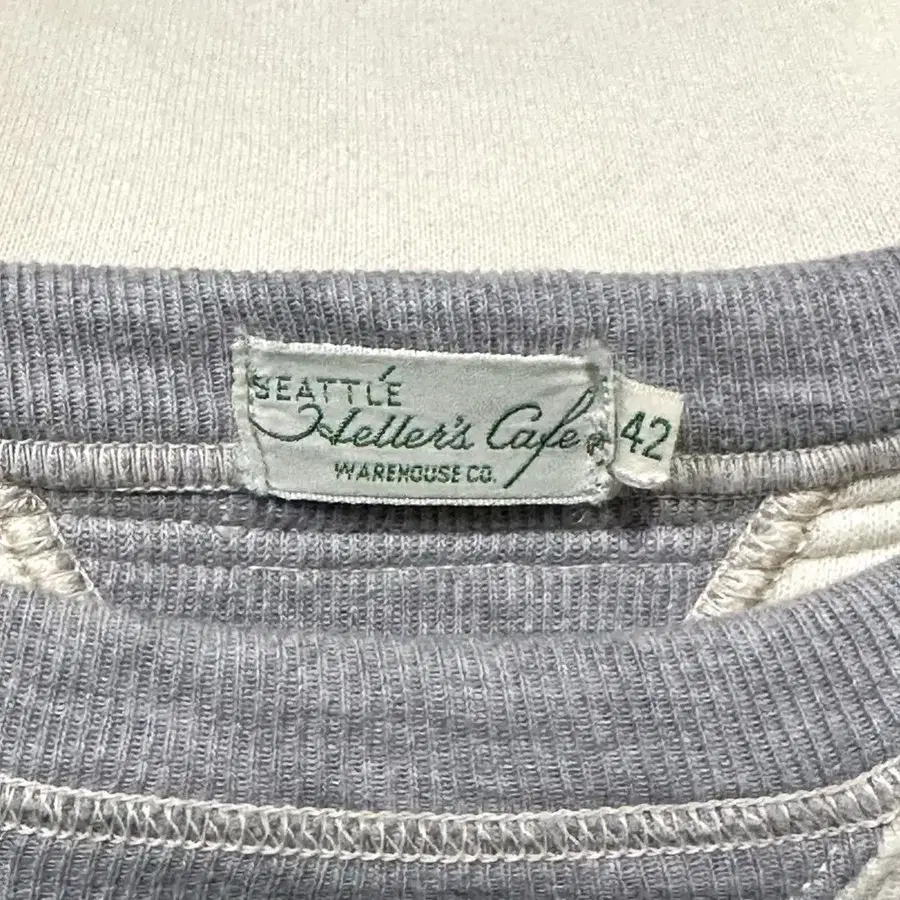 SEATTLE
Heller's Cafe
WAREHOUSE CO.
42